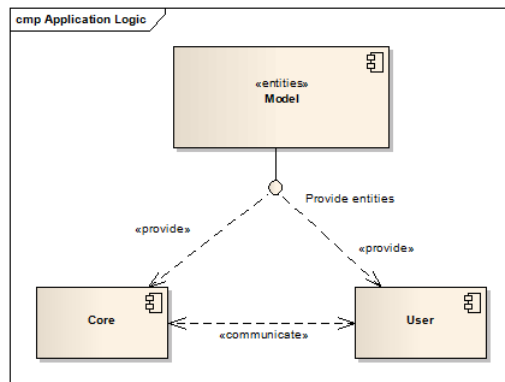 cmp Application Logic
«entities»
Model
Provide entities
«provide»
«provide»
Core
User
«communicate»